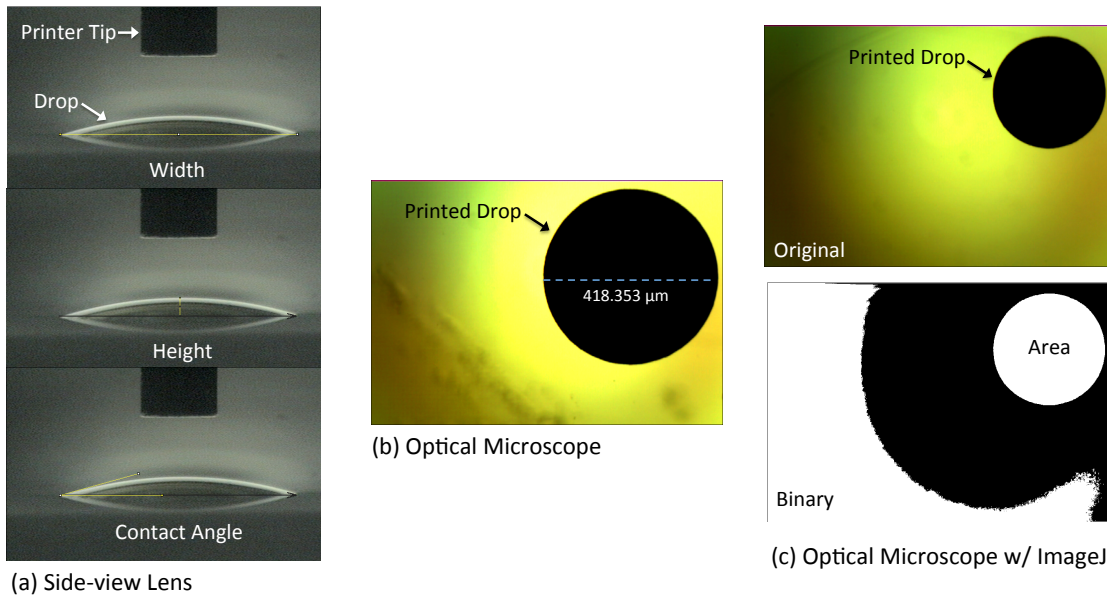 Printer Tip
Drop
Width
Height
Contact Angle
(a) Side-view Lens
Printed Drop
418.353 µm
(b) Optical Microscope
Printed Drop
Original
Area
Binary
(c) Optical Microscope w/ ImageJ